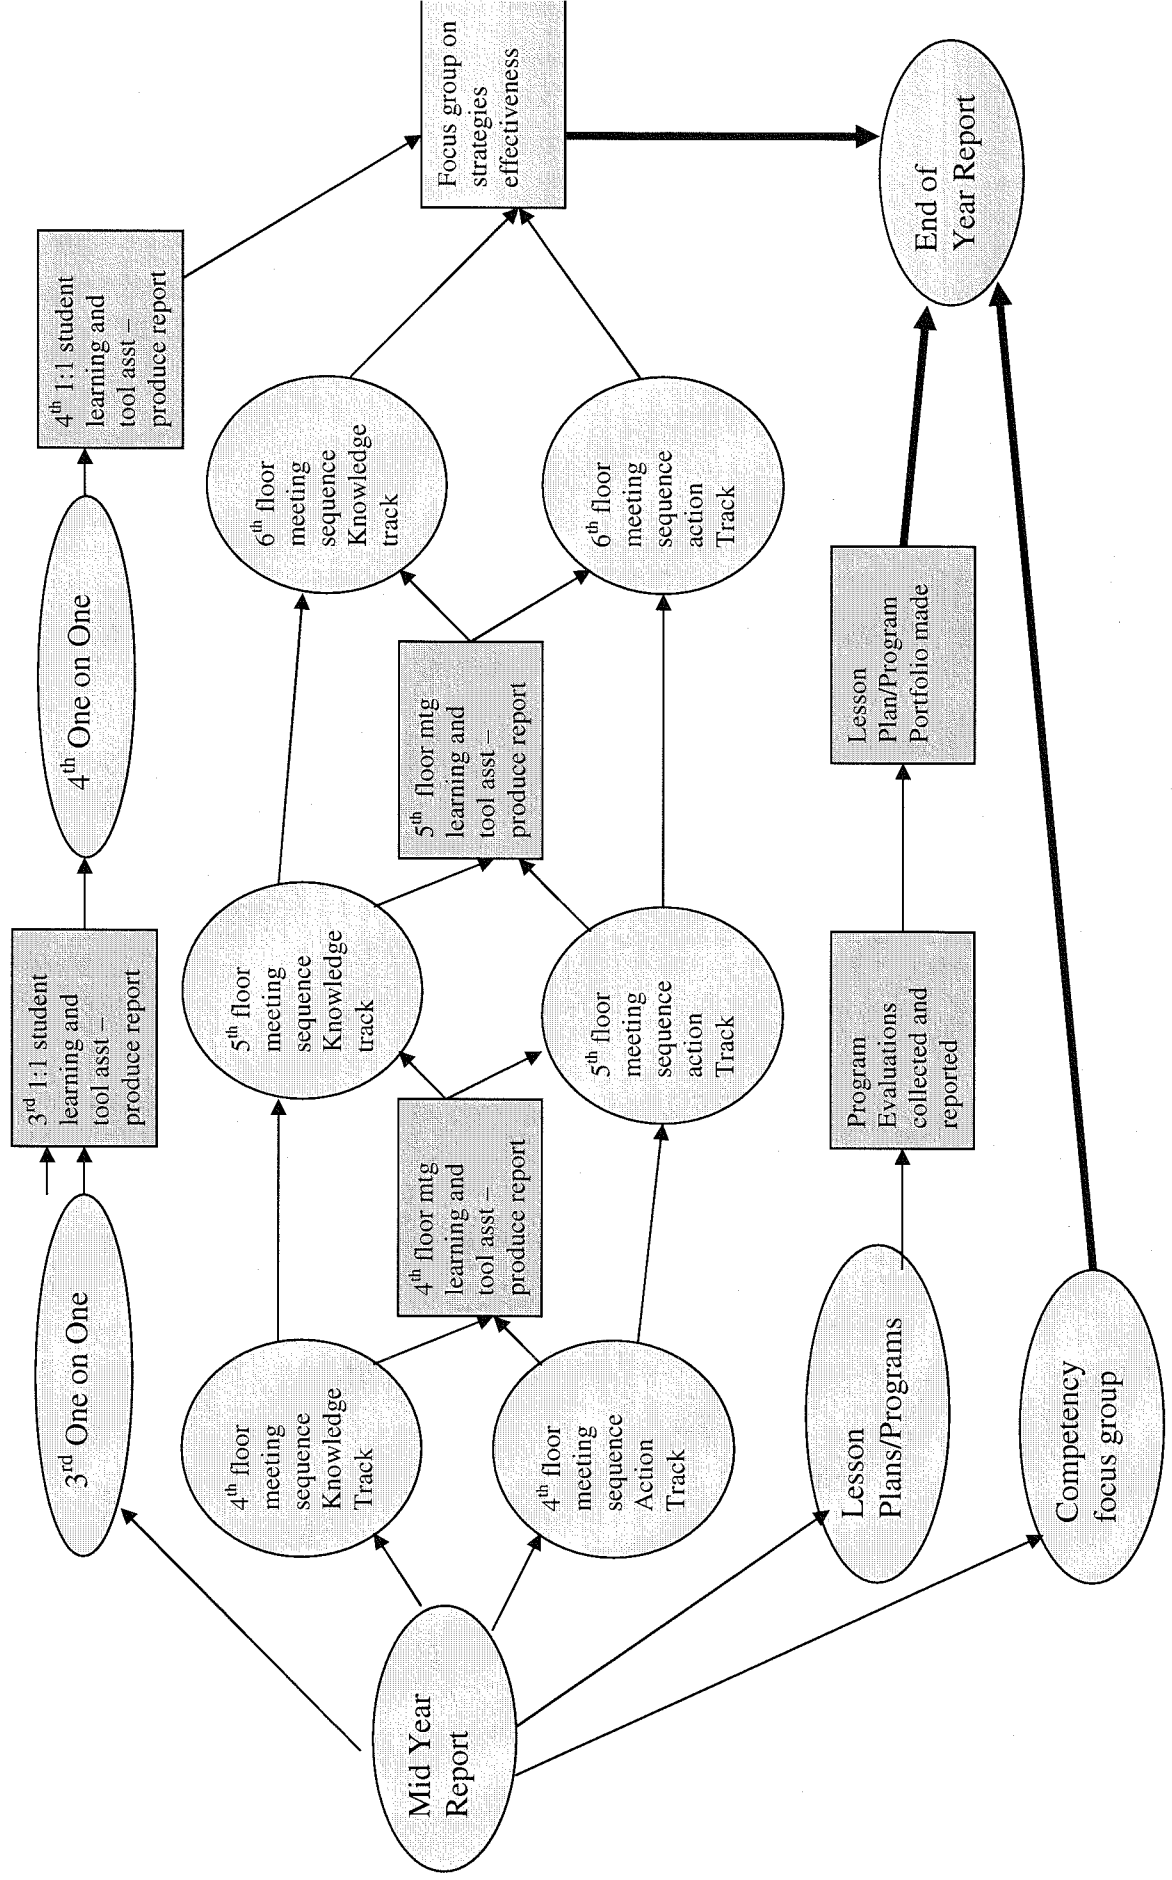 3rd One on One
3rd 1:1 student
learning and
tool asst –
produce report
4th One on One
4th 1:1 student
learning and
tool asst –
produce report
Mid Year
Report
4th floor
meeting
sequence
Knowledge
Track
4th floor
meeting
sequence
Action
Track
4th floor mtg
learning and
tool asst –
produce report
5th floor
meeting
sequence
Knowledge
track
5th floor
meeting
sequence
action
Track
5th floor mtg
learning and
tool asst –
produce report
6th floor
meeting
sequence
Knowledge
track
6th floor
meeting
sequence
action
Track
Focus group on
strategies
effectiveness
Lesson
Plans/Programs
Program
Evaluations
collected and
reported
Lesson
Plan/Program
Portfolio made
End of
Year Report
Competency
focus group